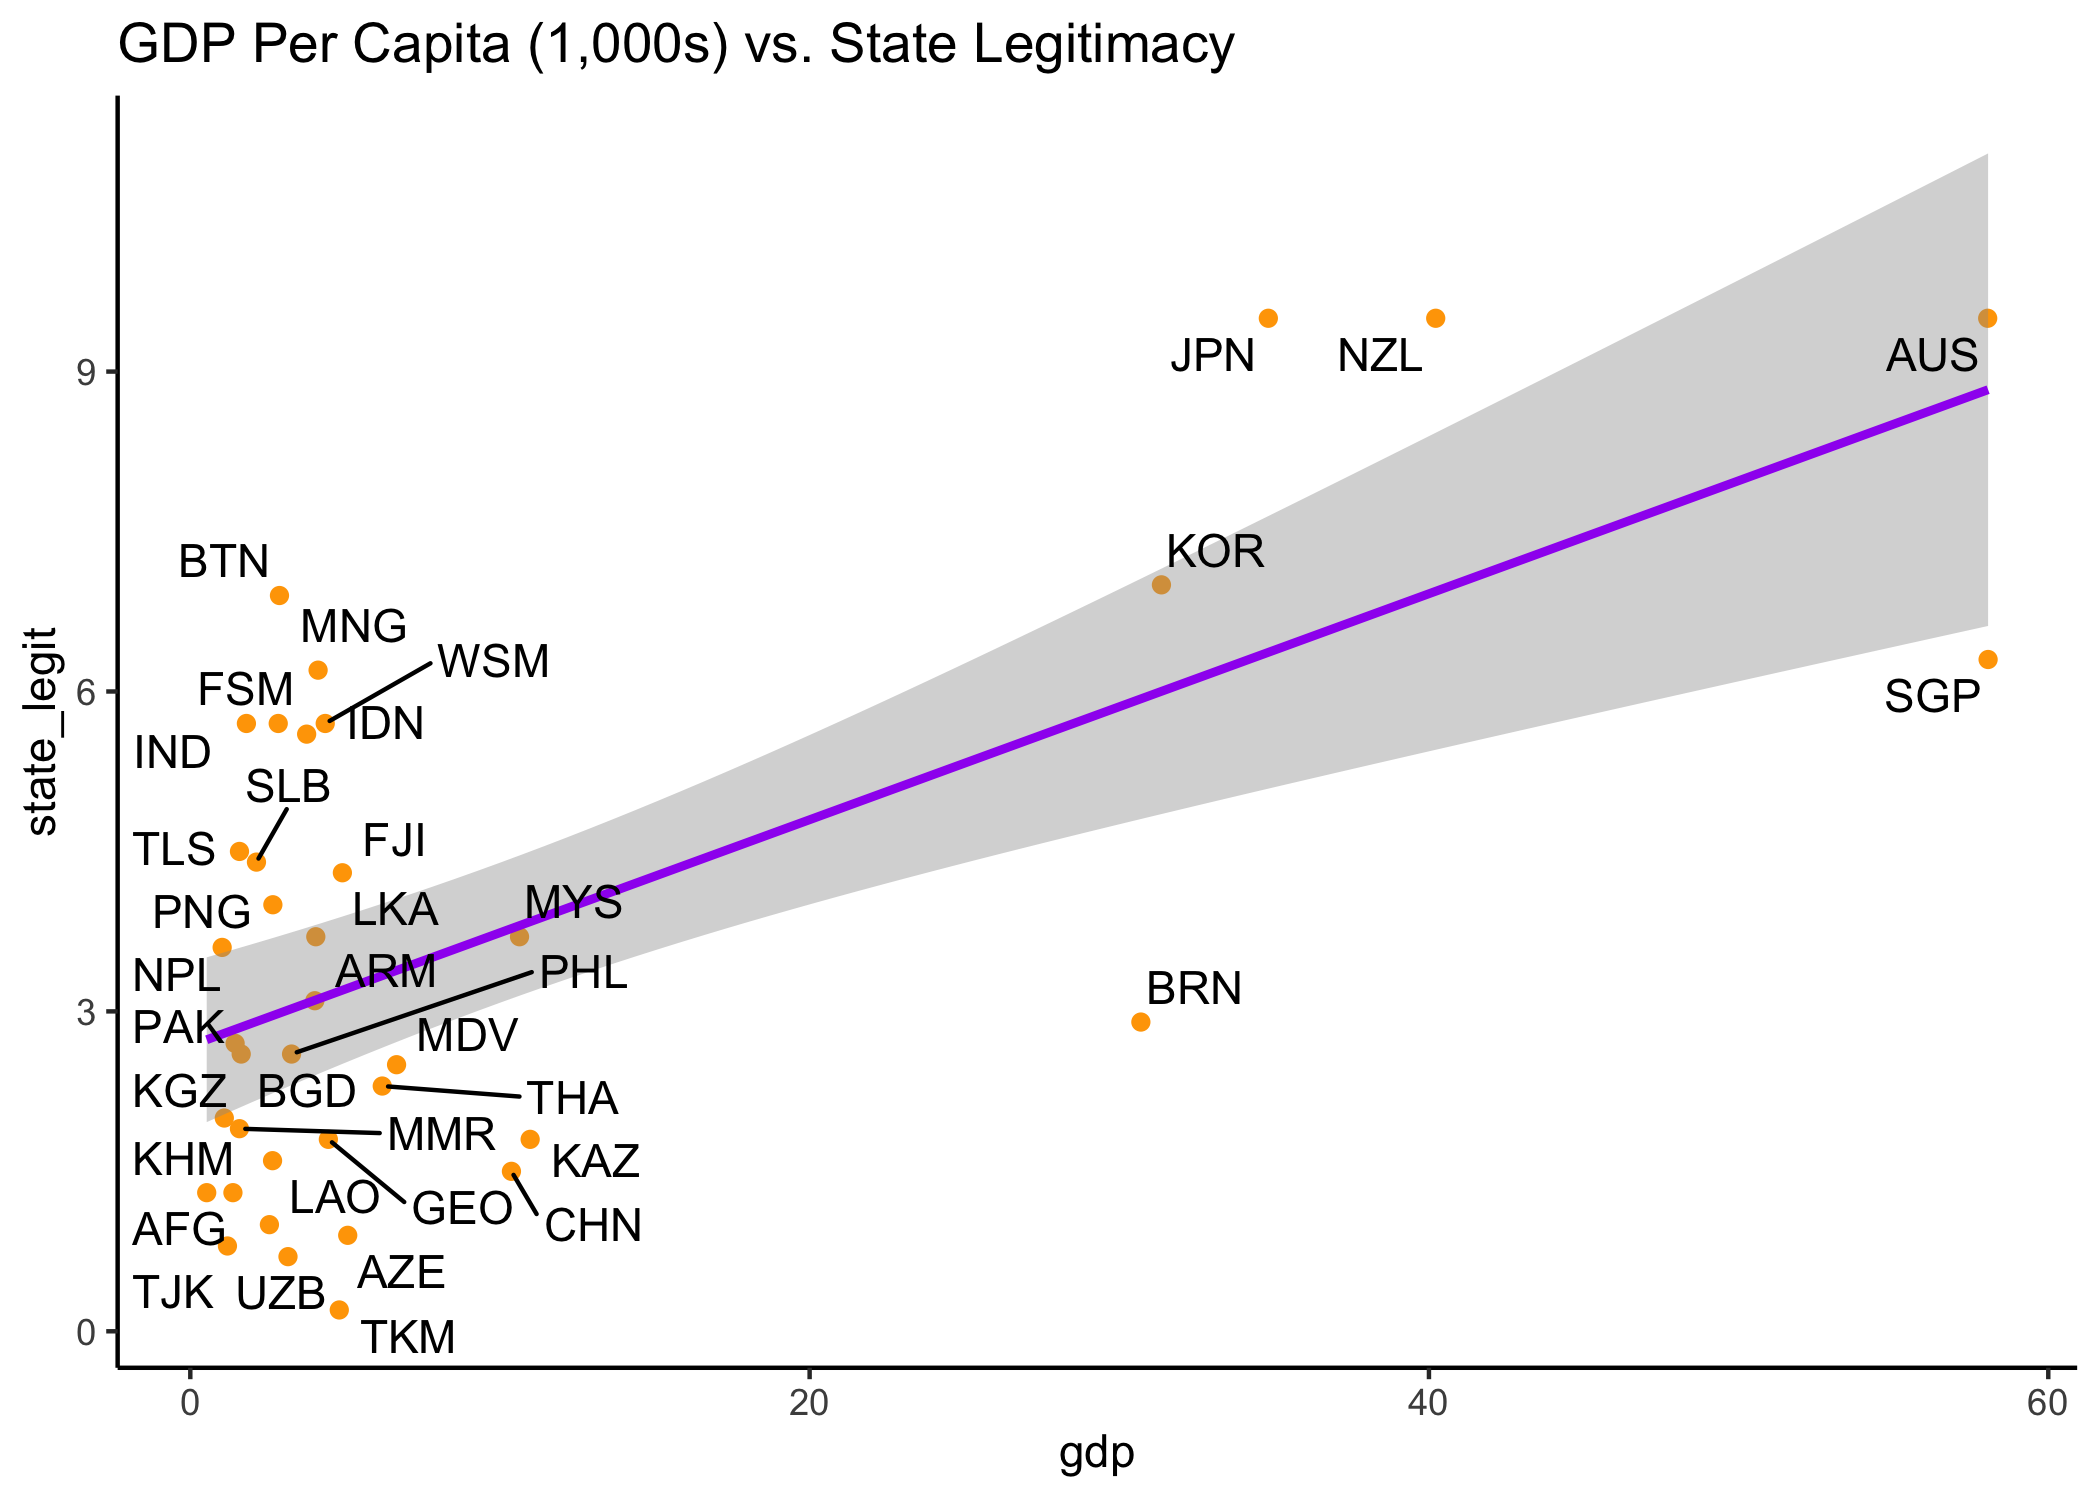 GDP Per Capita (1,000s) vs. State Legitimacy
state_legit
9
6
3
0
JPN
NZL
AUS
KOR
BTN
MNG
WSM
FSM
SGP
IDN
IND
SLB
FJI
TLS
MYS
PNG
LKA
ARM
PHL
NPL
BRN
PAK
MDV
KGZ
BGD
THA
MMR
KHM
KAZ
LAO
GEO
CHN
AFG
AZE
TJK
UZB
TKM
0
20
40
60
gdp